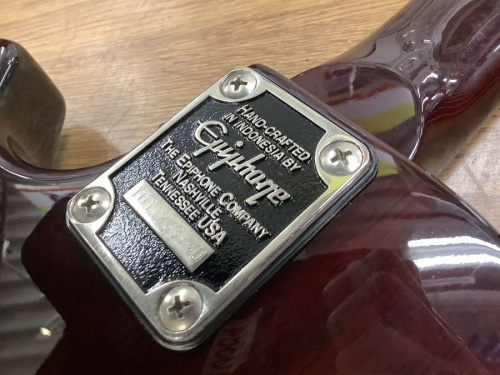 HAND-CRAFTED
IN INDONESIA BY
Epiphone
THE EPIPHONE COMPANY
NASHVILLE
TENNESSEE USA